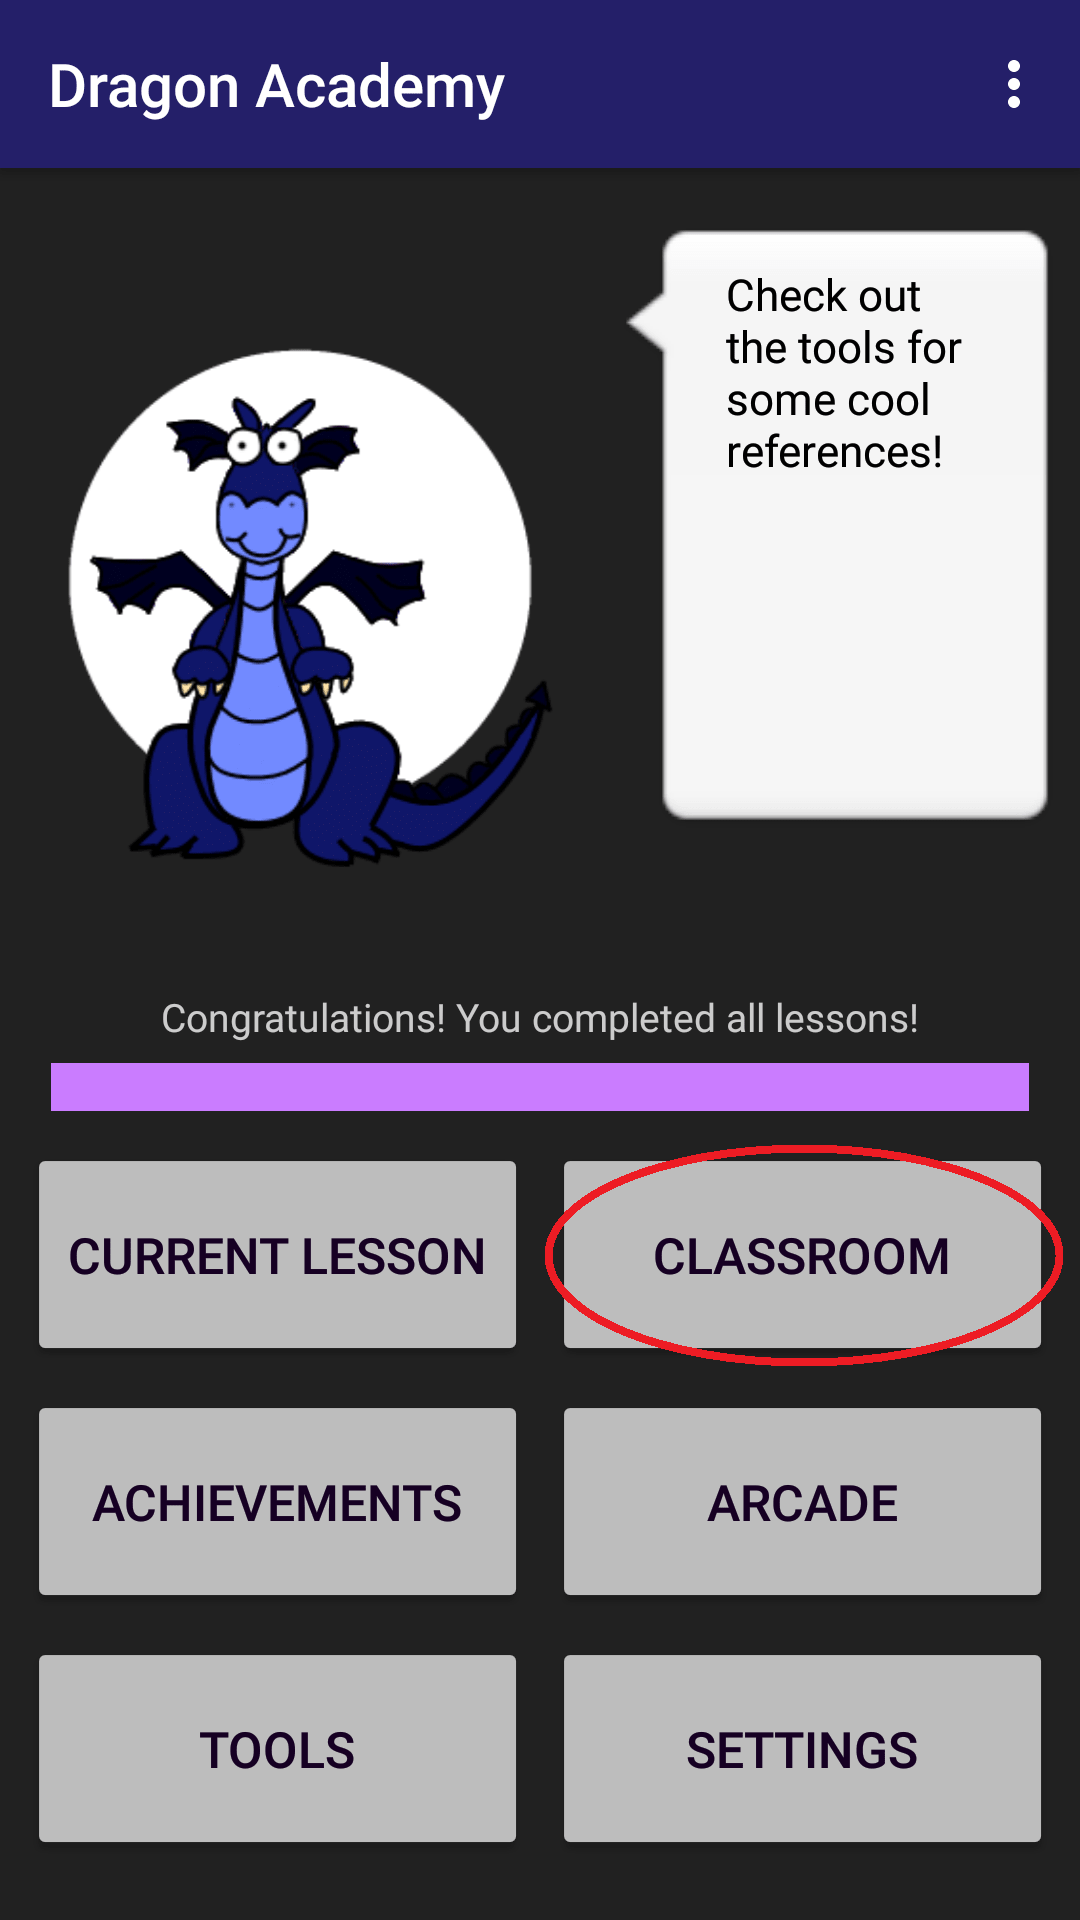 Dragon Academy
Check out
the tools for
some cool
references!
Congratulations! You completed all lessons!
CURRENT LESSON
CLASSROOM
ACHIEVEMENTS
ARCADE
TOOLS
SETTINGS